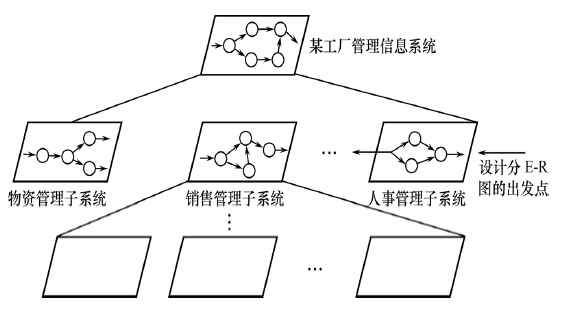 某工厂管理信息系统
...
设计分 E-R
图的出发点
物资管理子系统
销售管理子系统
人事管理子系统
...